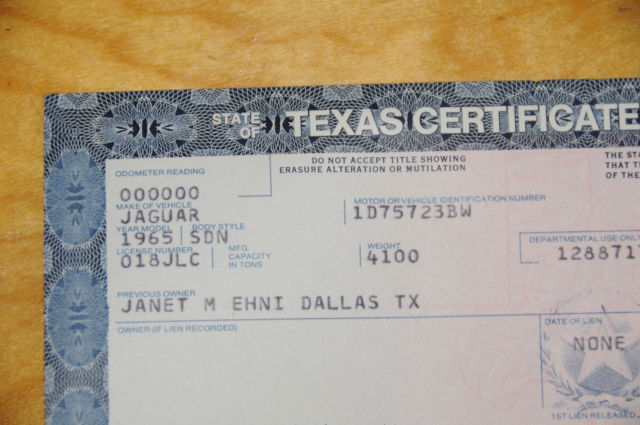 STATE OF TEXAS CERTIFICATE
DO NOT ACCEPT TITLE SHOWING
ERASURE ALTERATION OR MUTILATION
THE STA
THAT T
OF THE
ODOMETER READING
000000
MAKE OF VEHICLE
JAGUAR
MOTOR OR VEHICLE IDENTIFICATION NUMBER
1D75723BW
YEAR MODEL BODY STYLE
1965 SDN
LICENSE NUMBER
018JLC
MFG. CAPACITY IN TONS
WEIGHT
4100
DEPARTMENTAL USE ONLY
1288717
PREVIOUS OWNER
JANET M EHNI DALLAS TX
OWNER (IF LIEN RECORDED)
DATE OF LIEN
NONE
1ST LIEN RELEASED